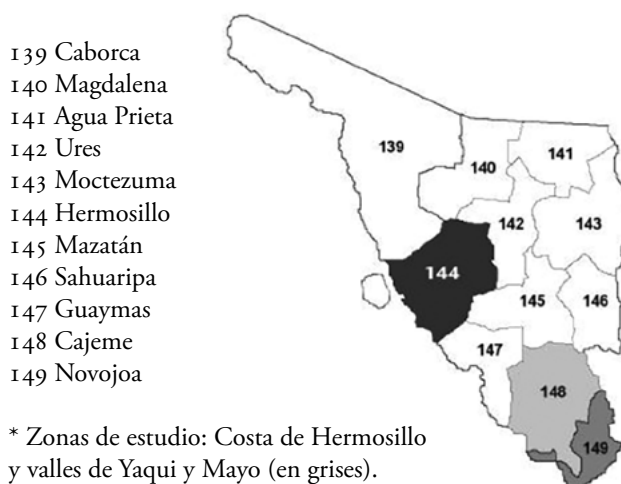 139 Caborca
140 Magdalena
141 Agua Prieta
142 Ures
143 Moctezuma
144 Hermosillo
145 Mazatán
146 Sahuaripa
147 Guaymas
148 Cajeme
149 Novojoa
* Zonas de estudio: Costa de Hermosillo
y valles de Yaqui y Mayo (en grises).
139
140
141
142
143
144
145
146
147
148
149